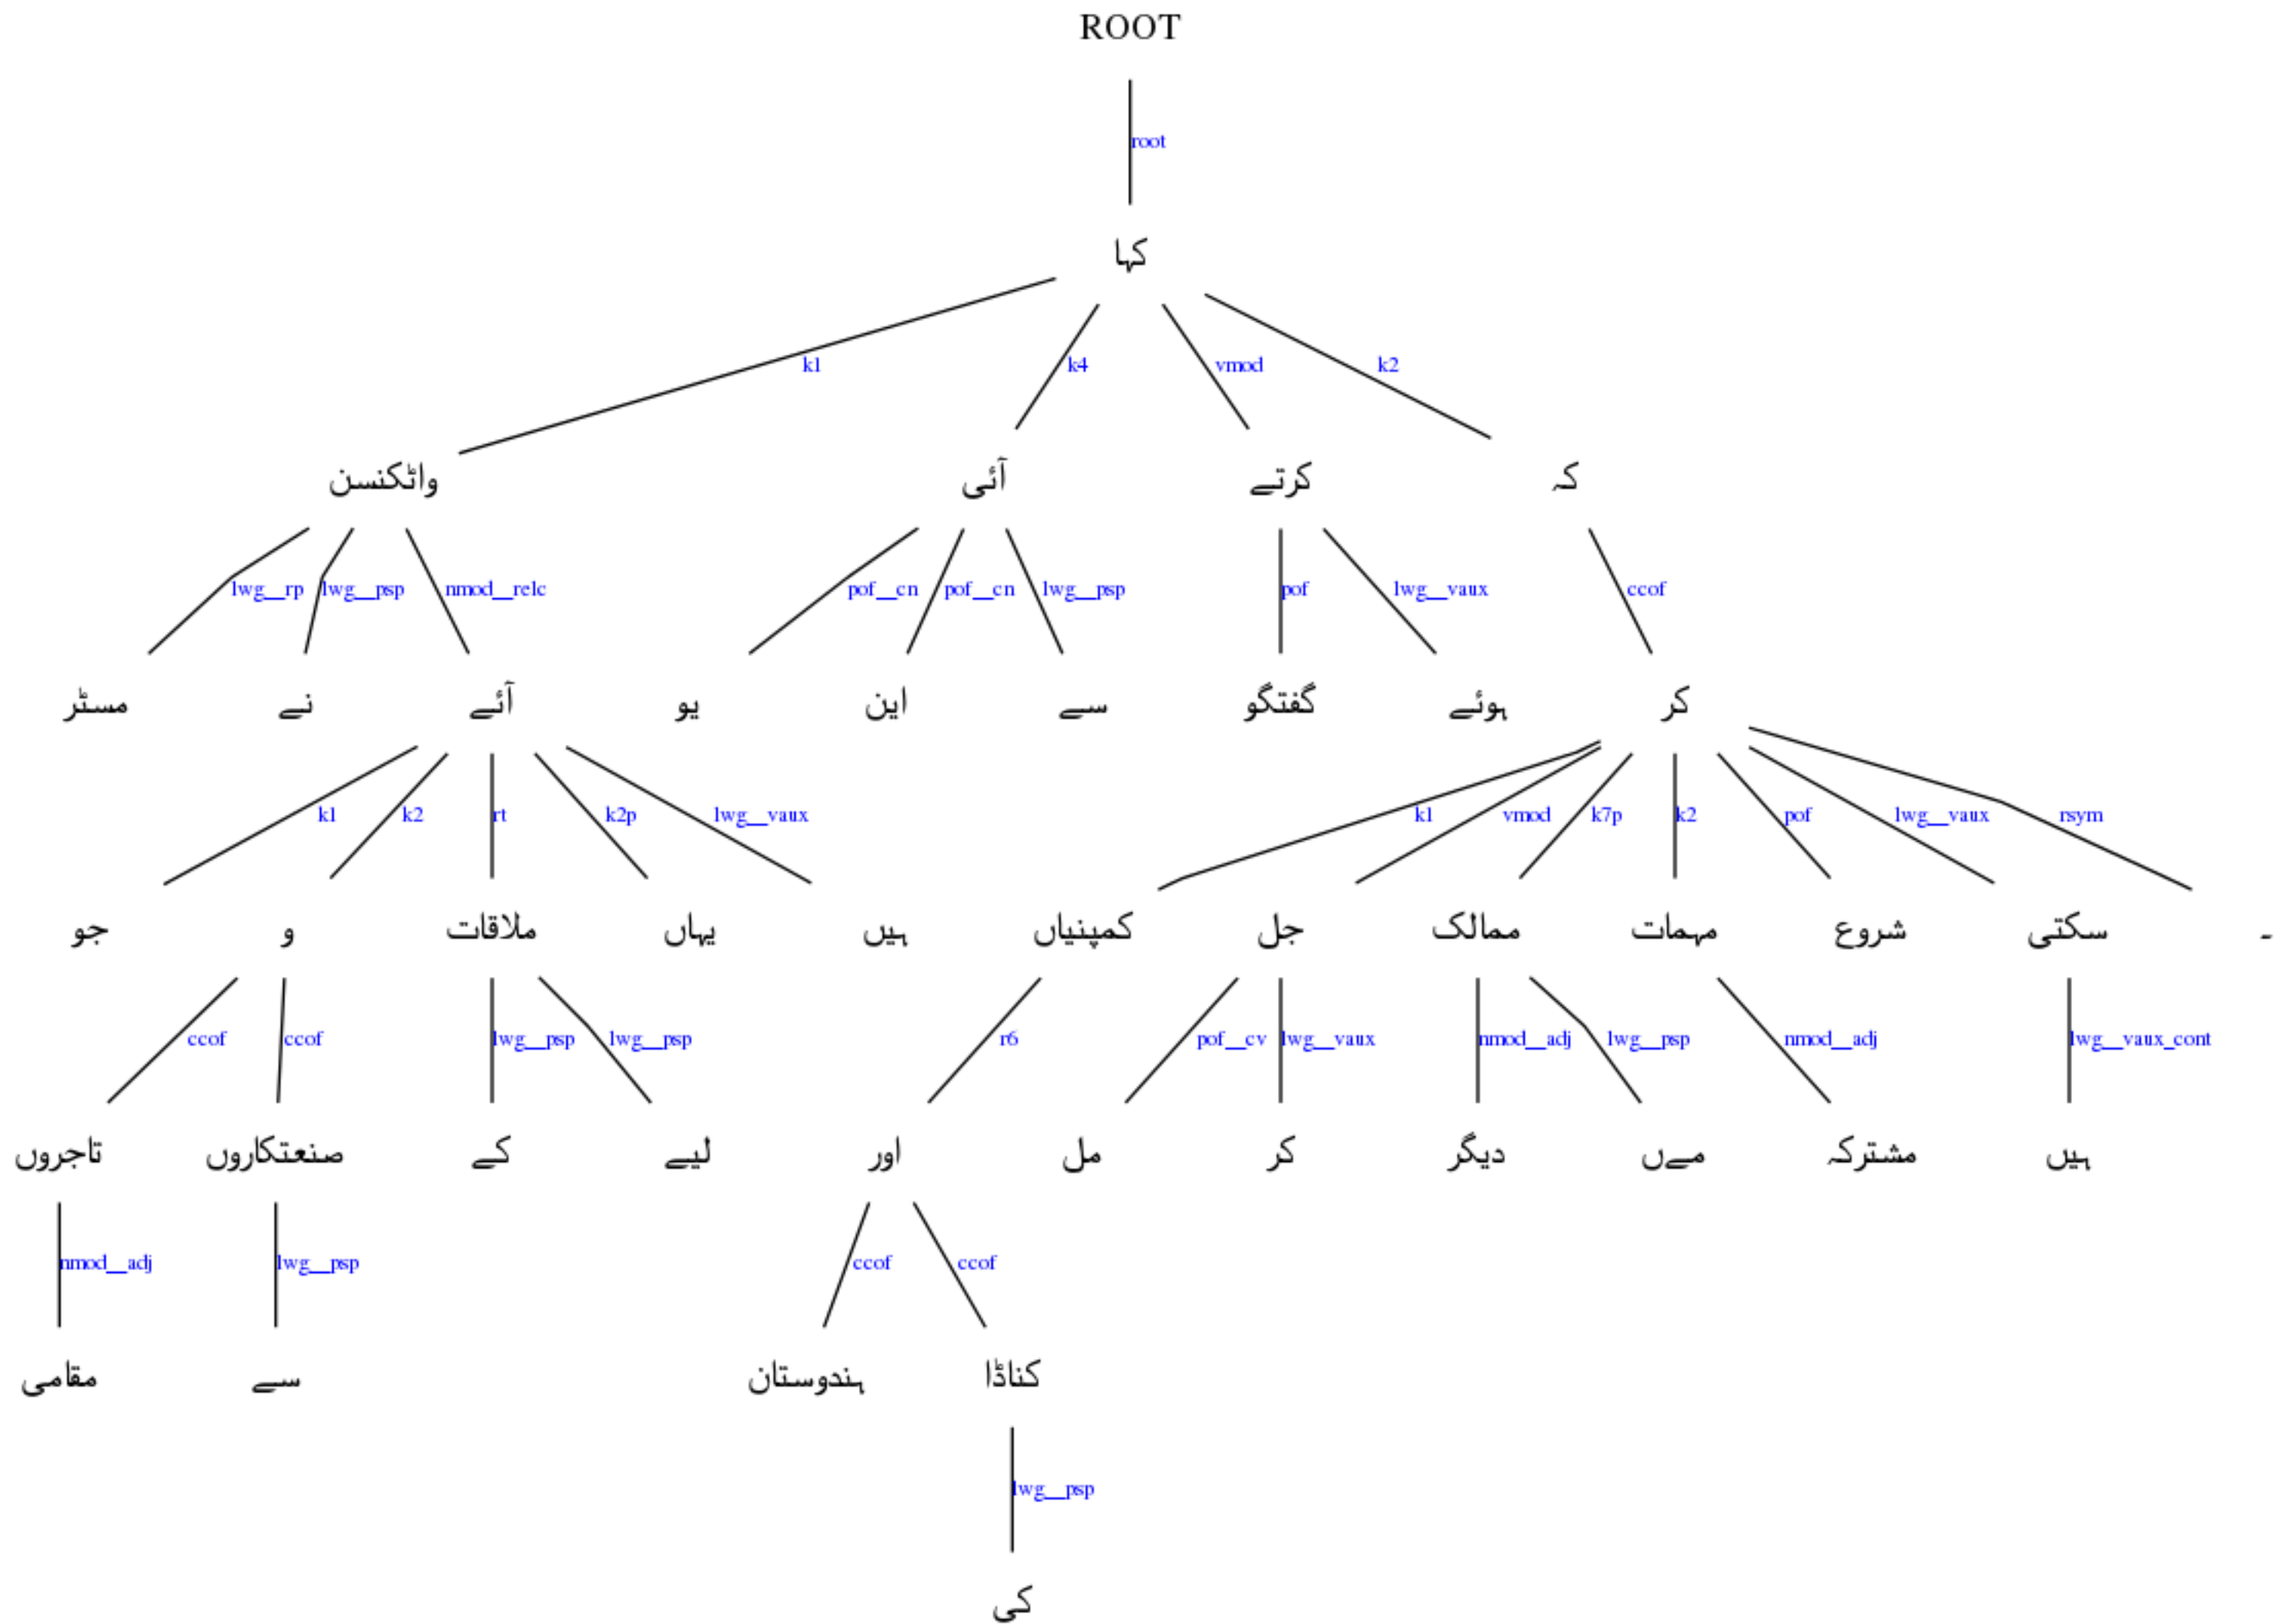 ROOT
root
کہا
k1 k4 vmod k2
واٹکنسن آئی کرتے کہ
lwg__rp lwg__psp nmod__relc pof__cn pof__cn lwg__psp pof lwg__vaux ccof
مسٹر نے آئے یو این سے گفتگو ہوئے کر
k1 k2 rt k2p lwg__vaux k1 vmod k7p k2 pof lwg__vaux rsym
جو و ملاقات یہاں ہیں کمپنیاں جل ممالک مہمات شروع سکتی ۔
ccof ccof lwg__psp lwg__psp r6 pof__cv lwg__vaux nmod__adj lwg__psp nmod__adj lwg__vaux_cont
تاجروں صنعتکاروں کے لیے اور مل کر دیگر مےں مشترکہ ہیں
nmod__adj lwg__psp ccof ccof
مقامی سے ہندوستان کناڈا
lwg__psp
کی